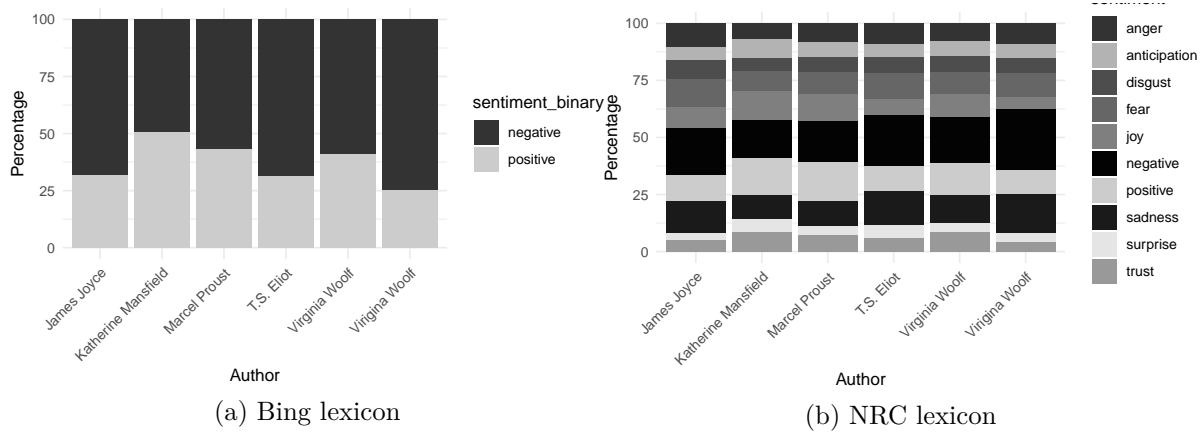 100
75
50
25
0
Percentage
James Joyce
Katherine Mansfield
Marcel Proust
T.S. Eliot
Virginia Woolf
Virigina Woolf
Author
sentiment_binary
negative
positive
(a) Bing lexicon
100
75
50
25
0
Percentage
James Joyce
Katherine Mansfield
Marcel Proust
T.S. Eliot
Virginia Woolf
Virigina Woolf
Author
anger
anticipation
disgust
fear
joy
negative
positive
sadness
surprise
trust
(b) NRC lexicon